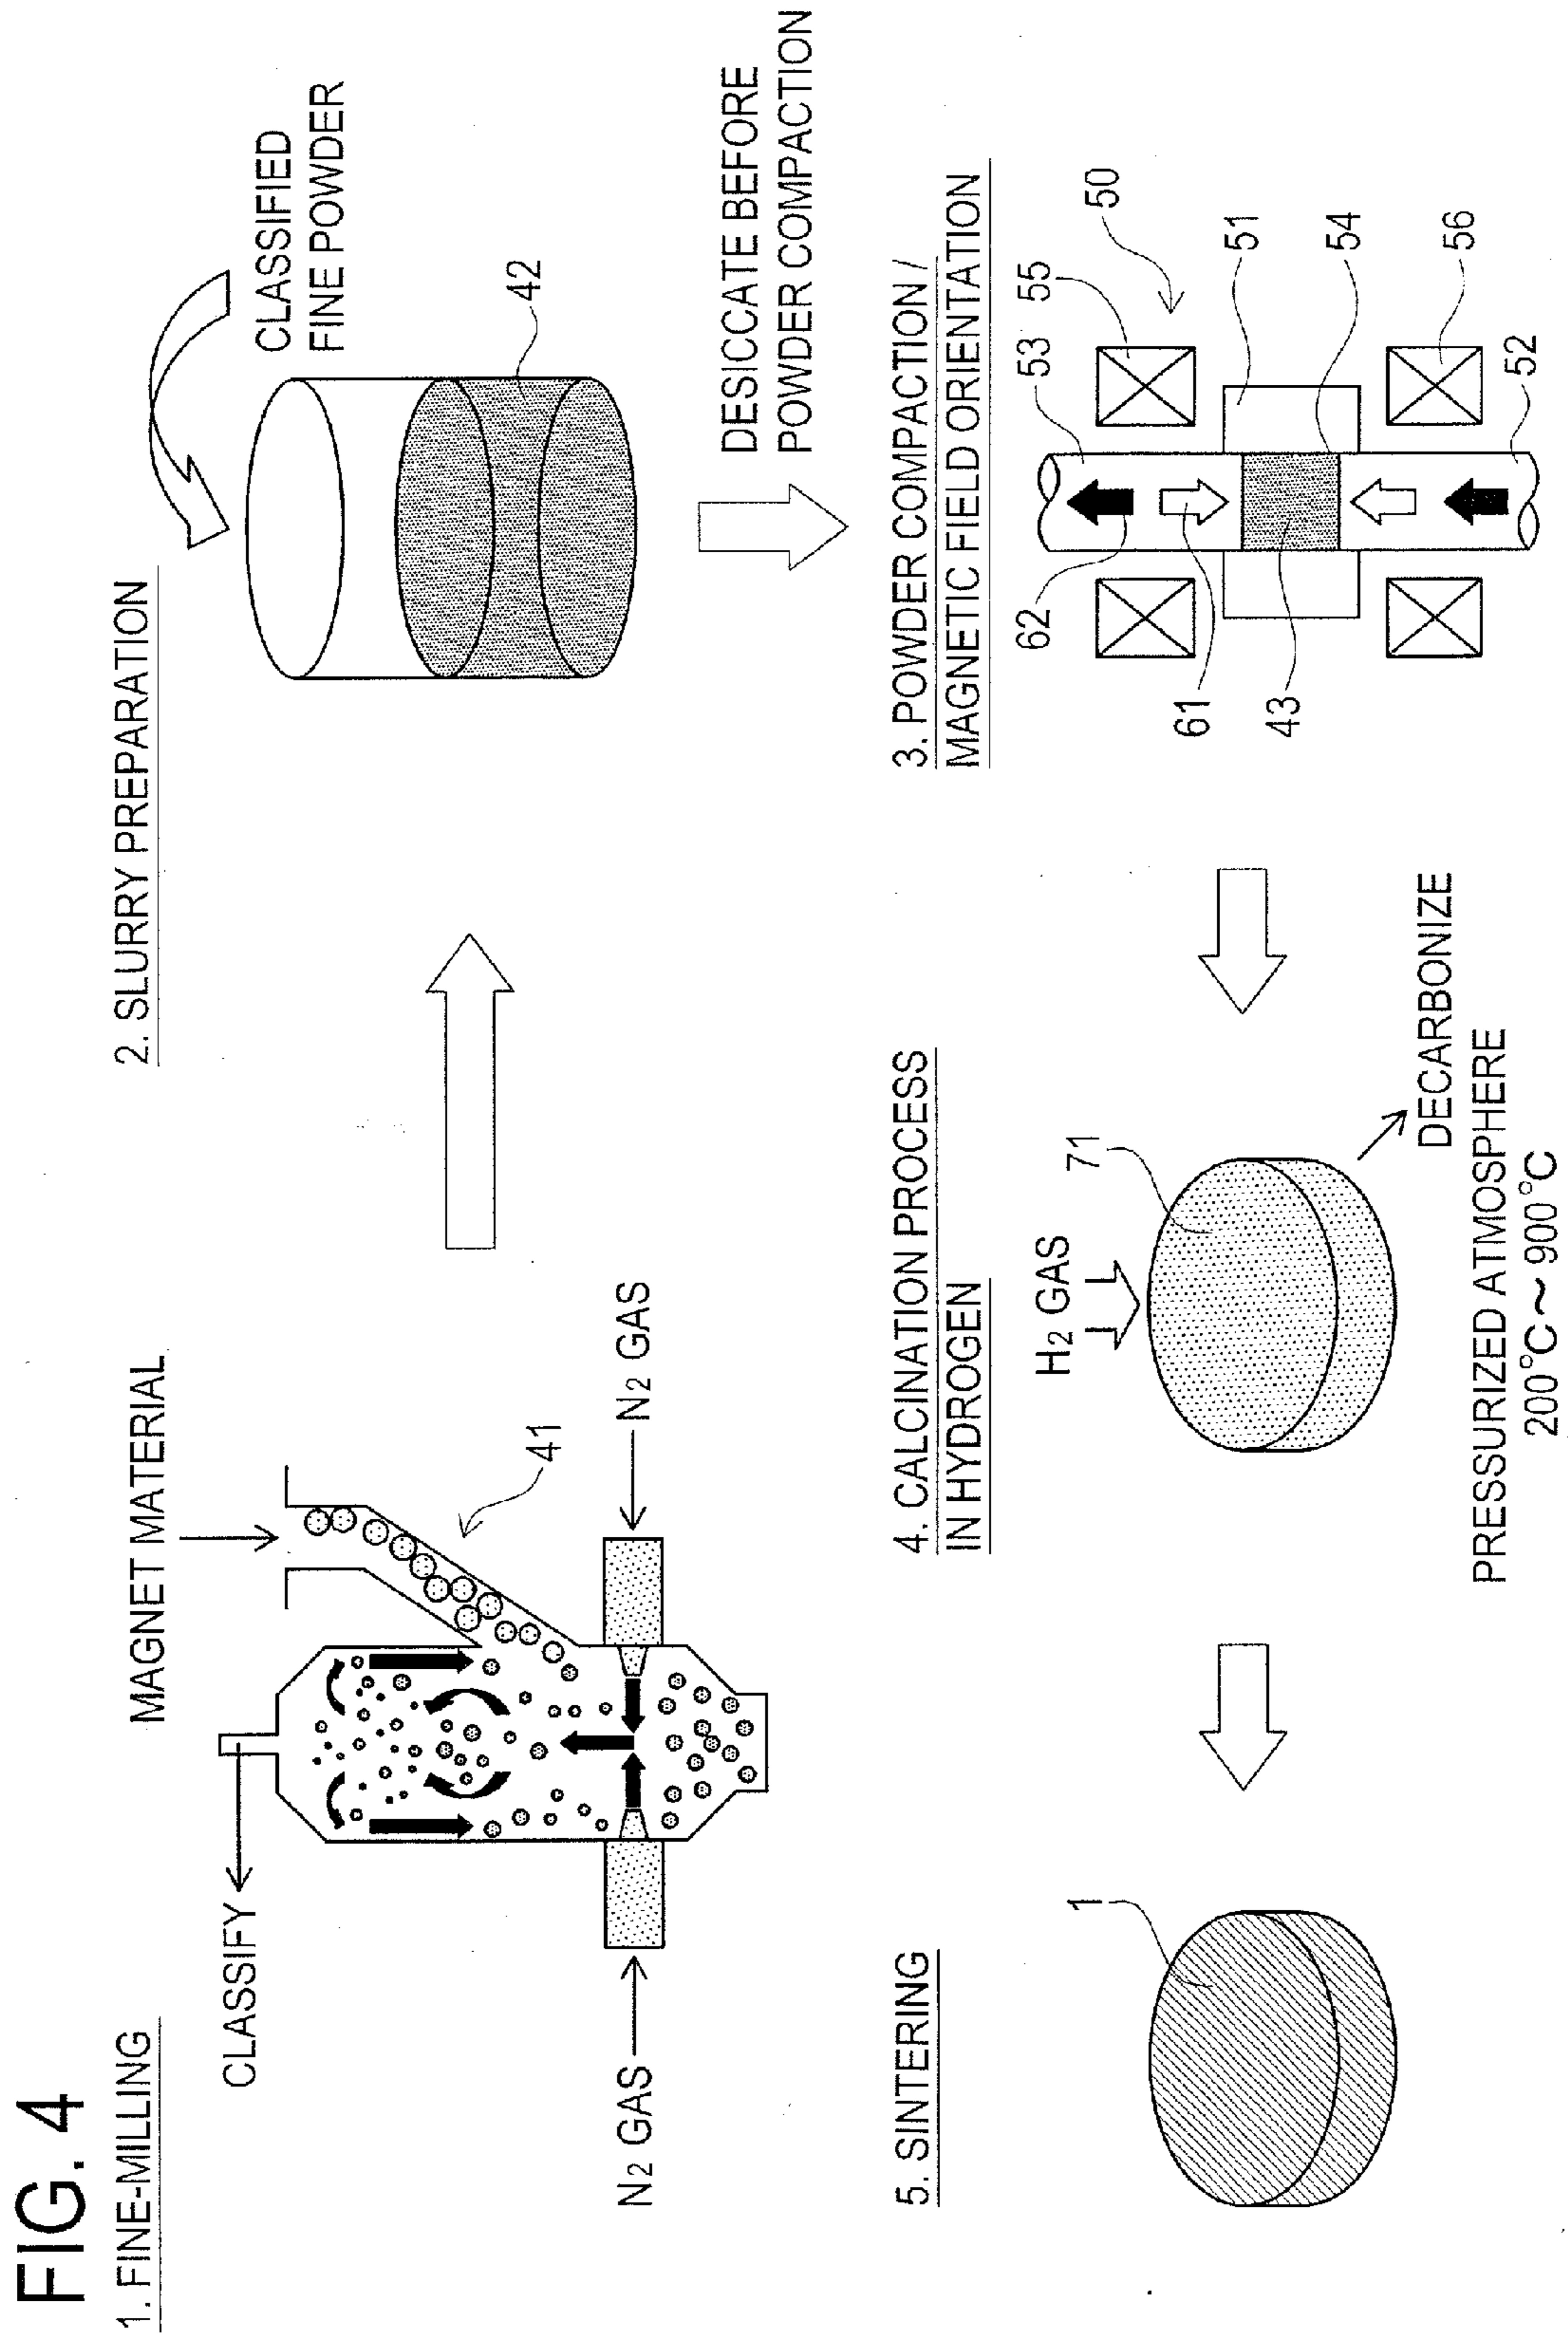 FIG. 4
1. FINE-MILLING
MAGNET MATERIAL
CLASSIFY
41
N2 GAS
N2 GAS
2. SLURRY PREPARATION
CLASSIFIED
FINE POWDER
42
DESICCATE BEFORE
POWDER COMPACTION
3. POWDER COMPACTION /
MAGNETIC FIELD ORIENTATION
50
51
52
53
54
55
56
62
61
43
4. CALCINATION PROCESS
IN HYDROGEN
H2 GAS
71
DECARBONIZE
PRESSURIZED ATMOSPHERE
200°C~900°C
5. SINTERING
1